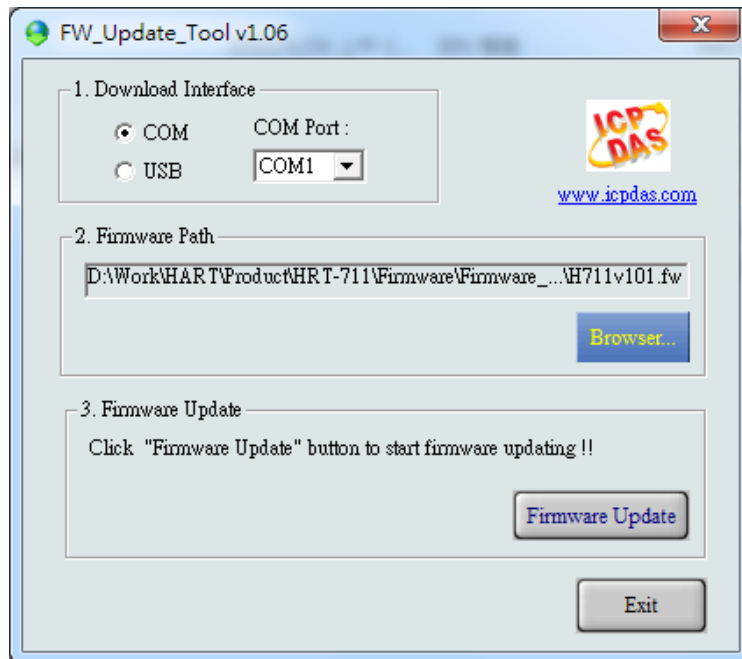 FW_Update_Tool v1.06
1. Download Interface
COM
COM Port :
USB
COM1
ICP
DAS
www.icpdas.com
2. Firmware Path
D:\Work\HART\Product\HRT-711\Firmware\Firmware_...\H711v101.fw
Browser...
3. Firmware Update
Click "Firmware Update" button to start firmware updating !!
Firmware Update
Exit